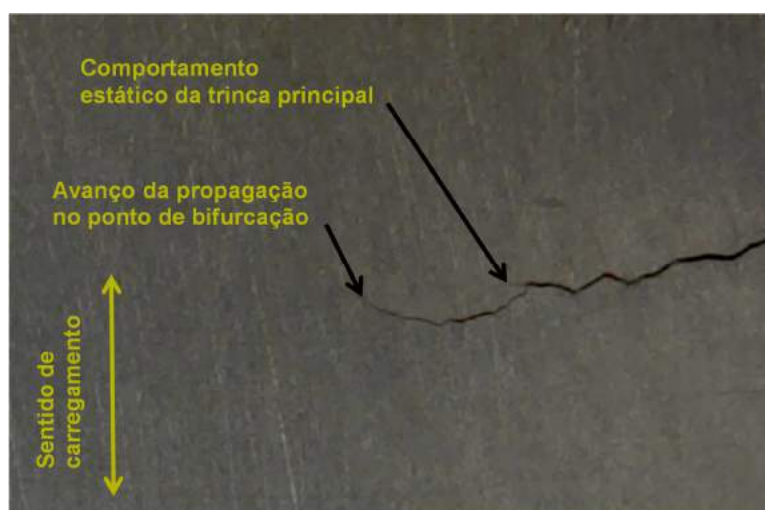 Comportamento
estático da trinca principal
Avanço da propagação
no ponto de bifurcação
Sentido de
carregamento